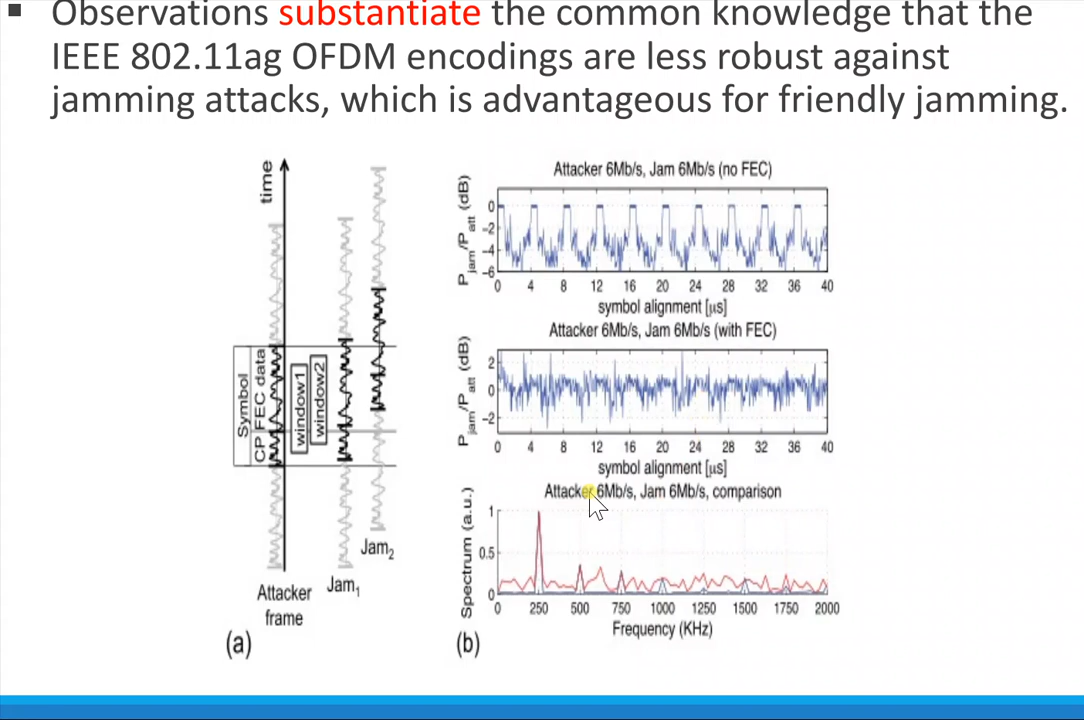 ▪ Observations substantiate the common knowledge that the
IEEE 802.11ag OFDM encodings are less robust against
jamming attacks, which is advantageous for friendly jamming.
time
Symbol
CP FEC data
window1
window2
Jam2
Jam1
Attacker
frame
(a)
Attacker 6Mb/s, Jam 6Mb/s (no FEC)
P jam/P att (dB)
0
-2
-4
-6
0 4 8 12 16 20 24 28 32 36 40
symbol alignment [μs]
Attacker 6Mb/s, Jam 6Mb/s (with FEC)
P jam/P att (dB)
2
0
-2
0 4 8 12 16 20 24 28 32 36 40
symbol alignment [μs]
Attacker 6Mb/s, Jam 6Mb/s, comparison
Spectrum (a.u.)
1
0.5
0
0 250 500 750 1000 1250 1500 1750 2000
Frequency (KHz)
(b)